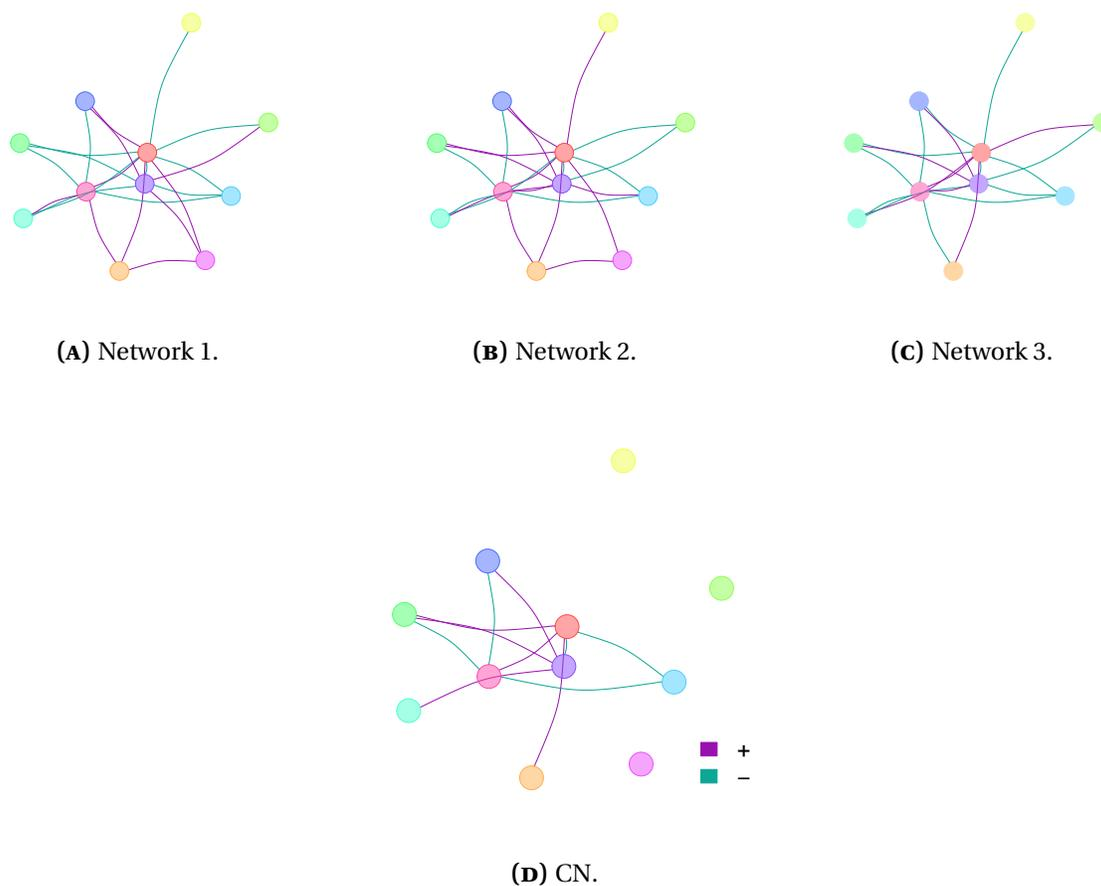 (A) Network 1.
(B) Network 2.
(C) Network 3.
+
−
(D) CN.